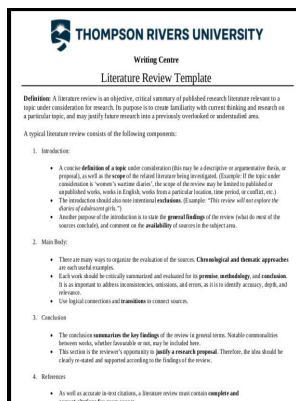 THOMPSON RIVERS UNIVERSITY
Writing Centre
Literature Review Template
Definition: A literature review is an objective, critical summary of published research literature relevant to a
topic under consideration for research. Its purpose is to create familiarity with current thinking and research on
a particular topic, and may justify future research into a previously overlooked or understudied area.
A typical literature review consists of the following components:
1. Introduction:
• A concise definition of a topic under consideration (this may be a descriptive or argumentative thesis, or
proposal), as well as the scope of the related literature being investigated. (Example: If the topic under
consideration is ‘women’s wartime diaries’, the scope of the review may be limited to published or
unpublished works, works in English, works from a particular location, time period, or conflict, etc.)
• The introduction should also note intentional exclusions. (Example: “This review will not explore the
diaries of adolescent girls.”)
• Another purpose of the introduction is to state the general findings of the review (what do most of the
sources conclude), and comment on the availability of sources in the subject area.
2. Main Body:
• There are many ways to organize the evaluation of the sources. Chronological and thematic approaches
are each useful examples.
• Each work should be critically summarized and evaluated for its premise, methodology, and conclusion.
It is as important to address inconsistencies, omissions, and errors, as it is to identify accuracy, depth, and
relevance.
• Use logical connections and transitions to connect sources.
3. Conclusion
• The conclusion summarizes the key findings of the review in general terms. Notable commonalities
between works, whether favourable or not, may be included here.
• This section is the reviewer’s opportunity to justify a research proposal. Therefore, the idea should be
clearly re-stated and supported according to the findings of the review.
4. References
• As well as accurate in-text citations, a literature review must contain complete and